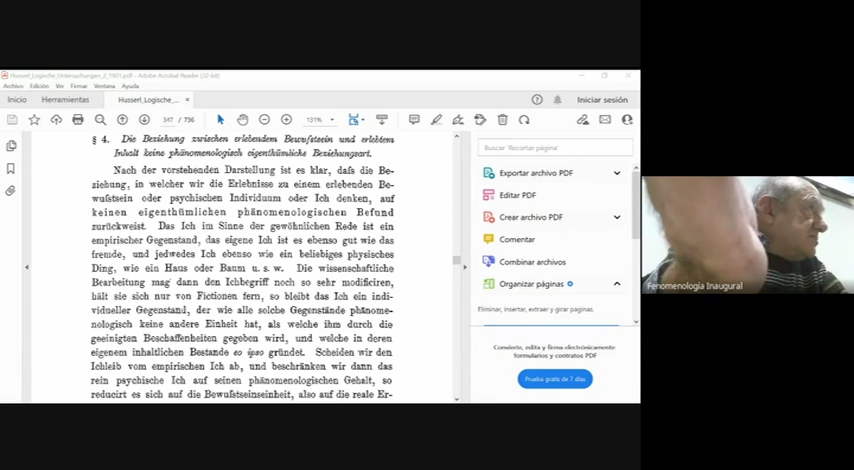 Husserl_Logische_Untersuchungen_2_1901.pdf - Adobe Acrobat Reader (32-bit)
Archivo Edición Ver Firmar Ventana Ayuda
Inicio Herramientas Husserl_Logische_... × Iniciar sesión
347 / 736 131%
§ 4. Die Beziehung zwischen erlebendem Bewufstsein und erlebtem
Inhalt keine phänomenologisch eigenthümliche Beziehungsart.
Nach der vorstehenden Darstellung ist es klar, dafs die Be-
ziehung, in welcher wir die Erlebnisse zu einem erlebenden Be-
wufstsein oder psychischen Individuum oder Ich denken, auf
keinen eigenthümlichen phänomenologischen Befund
zurückweist. Das Ich im Sinne der gewöhnlichen Rede ist ein
empirischer Gegenstand, das eigene Ich ist es ebenso gut wie das
fremde, und jedwedes Ich ebenso wie ein beliebiges physisches
Ding, wie ein Haus oder Baum u. s. w. Die wissenschaftliche
Bearbeitung mag dann den Ichbegriff noch so sehr modificiren,
hält sie sich nur von Fictionen fern, so bleibt das Ich ein indi-
vidueller Gegenstand, der wie alle solche Gegenstände phänome-
nologisch keine andere Einheit hat, als welche ihm durch die
geeinigten Beschaffenheiten gegeben wird, und welche in deren
eigenem inhaltlichen Bestande eo ipso gründet. Scheiden wir den
Ichleib vom empirischen Ich ab, und beschränken wir dann das
rein psychische Ich auf seinen phänomenologischen Gehalt, so
reducirt es sich auf die Bewufstseinseinheit, also auf die reale Er-
Buscar 'Recortar página'
Exportar archivo PDF
Editar PDF
Crear archivo PDF
Comentar
Combinar archivos
Organizar páginas
Eliminar, insertar, extraer y girar páginas.
Convierte, edita y firma electrónicamente
formularios y contratos PDF
Prueba gratis de 7 días
Fenomenología Inaugural